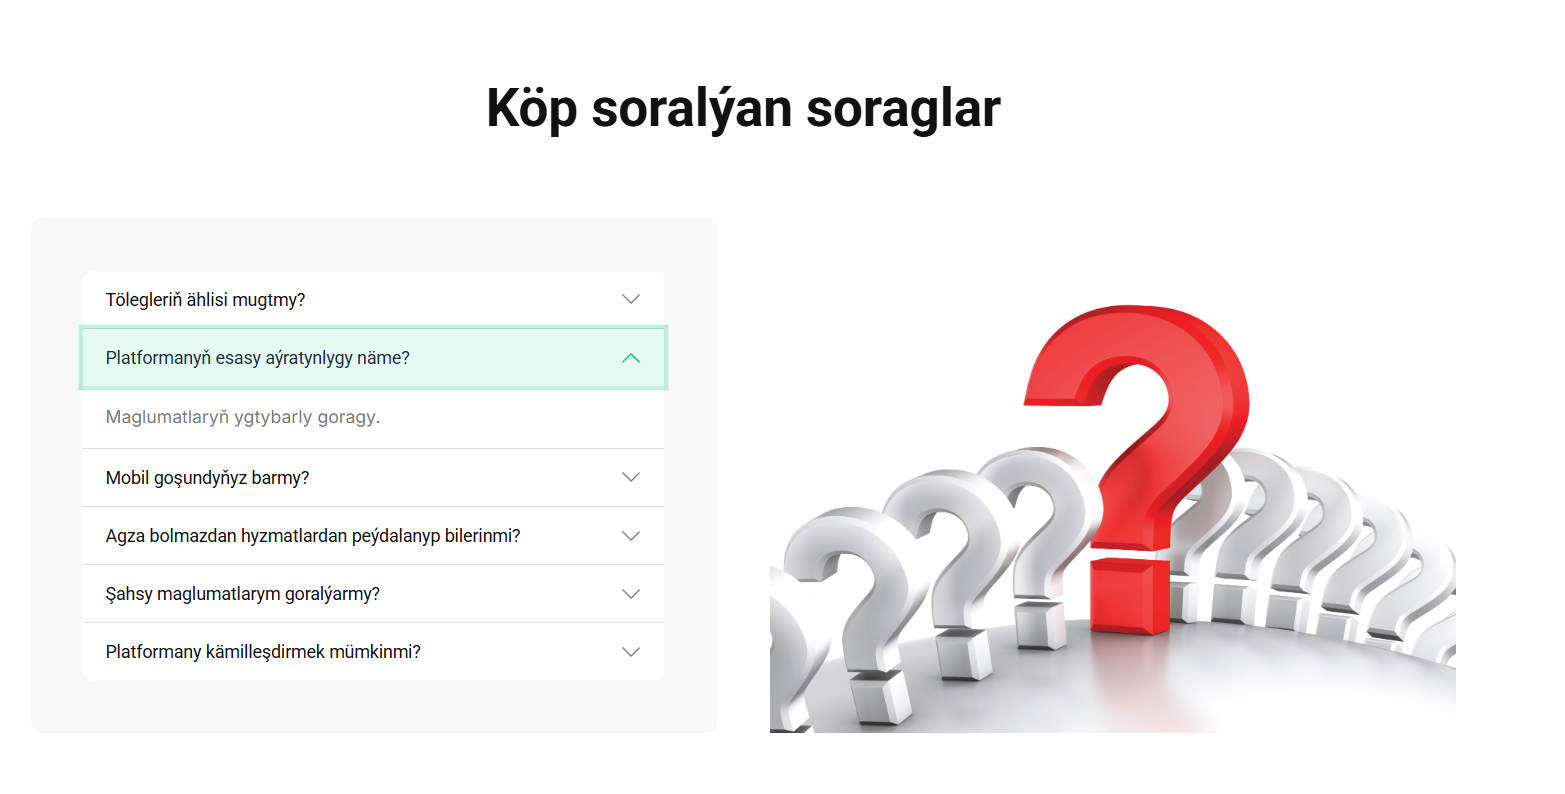 Köp soralýan soraglar
Tölegleriň ählisi mugtmy?
Platformanyň esasy aýratynlygy näme?
Maglumatlaryň ygtybarly goragy.
Mobil goşundyňyz barmy?
Agza bolmazdan hyzmatlardan peýdalanyp bilerinmi?
Şahsy maglumatlarym goralýarmy?
Platformany kämilleşdirmek mümkinmi?